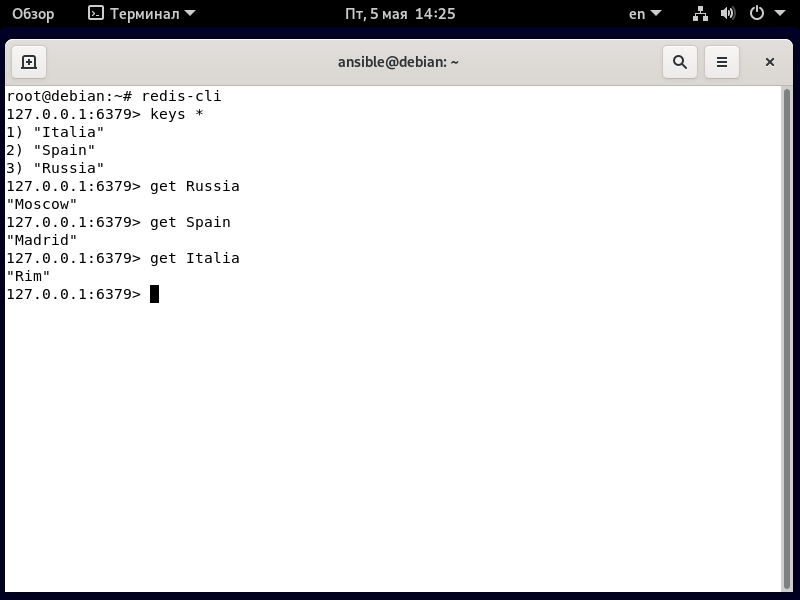 Обзор Терминал Пт, 5 мая 14:25 en
ansible@debian: ~
root@debian:~# redis-cli
127.0.0.1:6379> keys *
1) "Italia"
2) "Spain"
3) "Russia"
127.0.0.1:6379> get Russia
"Moscow"
127.0.0.1:6379> get Spain
"Madrid"
127.0.0.1:6379> get Italia
"Rim"
127.0.0.1:6379>